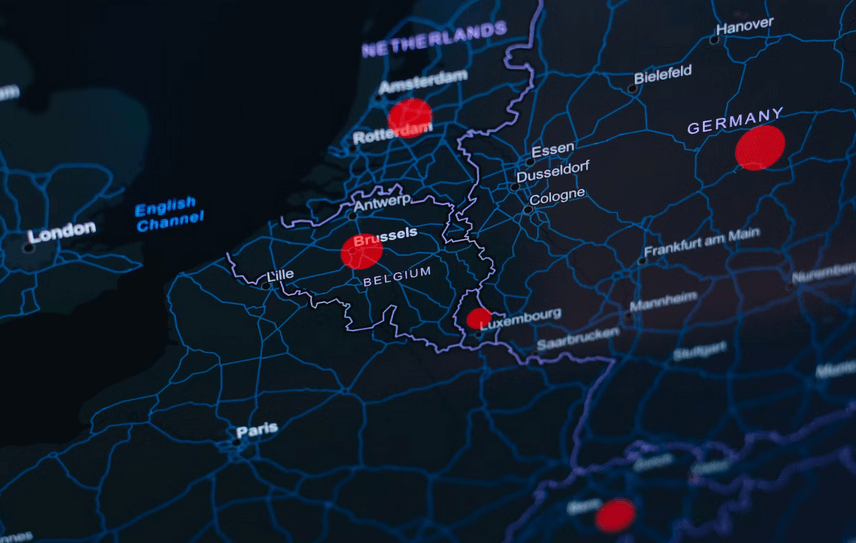 Hanover
NETHERLANDS
Bielefeld
Amsterdam
GERMANY
Rotterdam
Essen
Dusseldorf
Antwerp
Cologne
English
Channel
London
Brussels
Frankfurt am Main
BELGIUM
Lille
Nuremberg
Mannheim
Luxembourg
Saarbrucken
Stuttgart
Paris